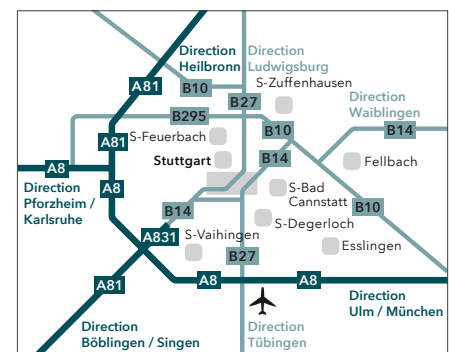 Direction
Heilbronn
Direction
Ludwigsburg
A81
B10
S-Zuffenhausen
B27
Direction
Waiblingen
B295
B10
B14
A81
S-Feuerbach
Stuttgart
B14
Fellbach
A8
A8
Direction
Pforzheim /
Karlsruhe
S-Bad
Cannstatt
B14
B10
S-Degerloch
A831
S-Vaihingen
Esslingen
B27
A81
A8
A8
Direction
Ulm / München
Direction
Böblingen / Singen
Direction
Tübingen